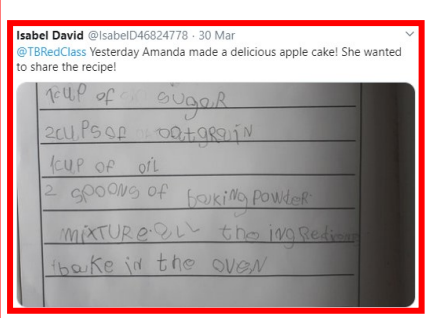 Isabel David @IsabelD46824778 · 30 Mar
@TBRedClass Yesterday Amanda made a delicious apple cake! She wanted
to share the recipe!
1cup of sugaR
2cups of oatgRaiN
1cup of oil
2 spoons of baking powder
mixTURe all the ingRedients
bake in the oveN